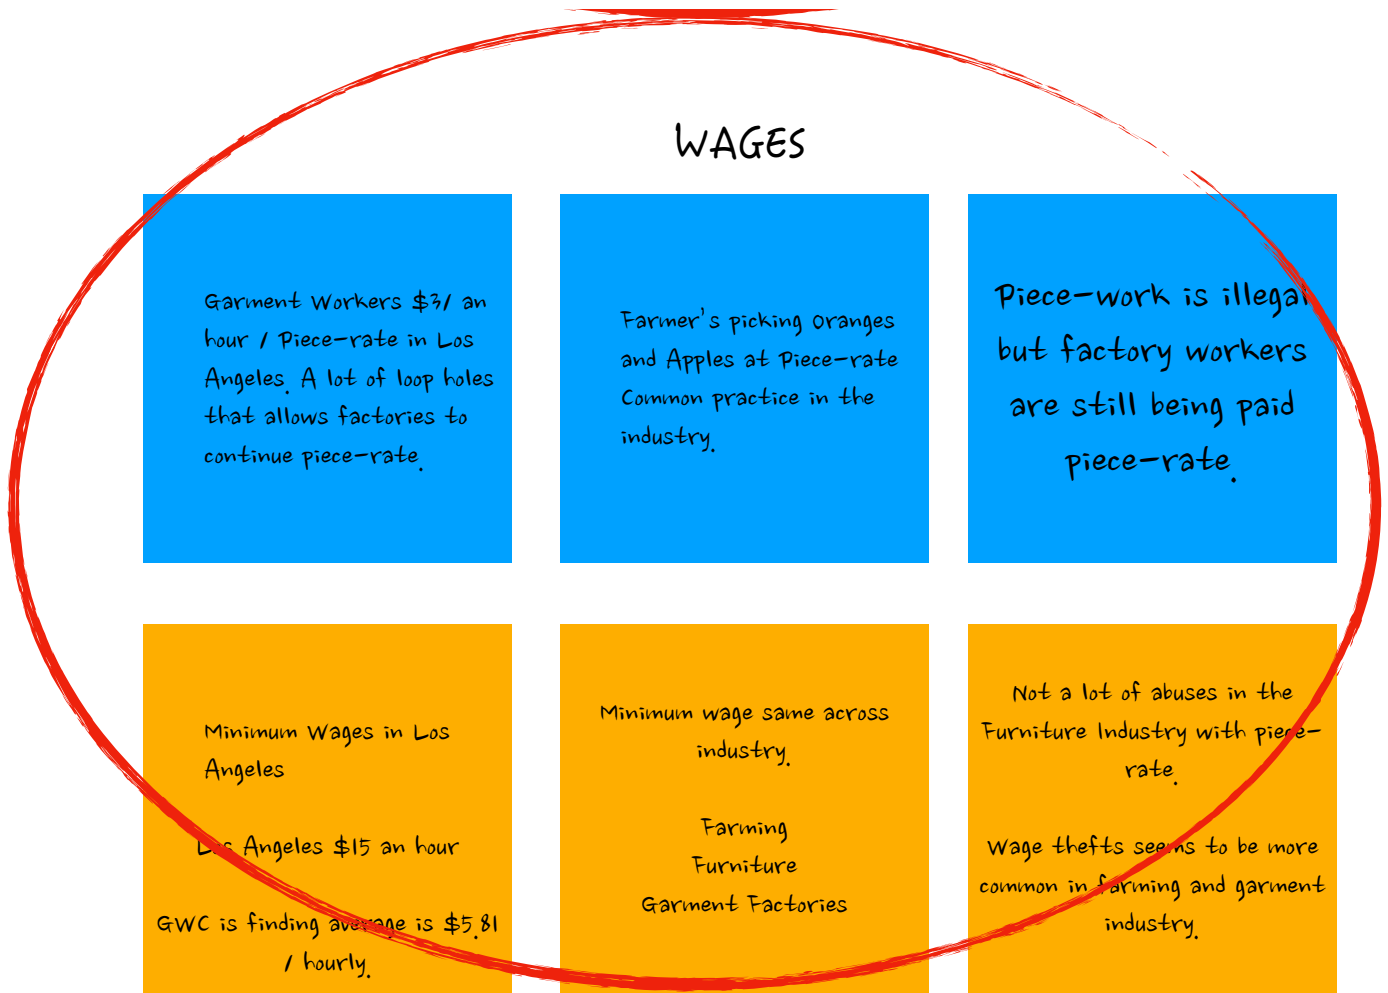 WAGES
Garment Workers $3/ an
hour / Piece-rate in Los
Angeles. A lot of loop holes
that allows factories to
continue piece-rate.
Farmer's picking Oranges
and Apples at Piece-rate
Common practice in the
industry.
Piece-work is illegal
but factory workers
are still being paid
piece-rate.
Minimum Wages in Los
Angeles
Los Angeles $15 an hour
GWC is finding average is $5.81
/ hourly.
Minimum wage same across
industry.
Farming
Furniture
Garment Factories
Not a lot of abuses in the
Furniture Industry with piece-
rate.
Wage thefts seems to be more
common in farming and garment
industry.